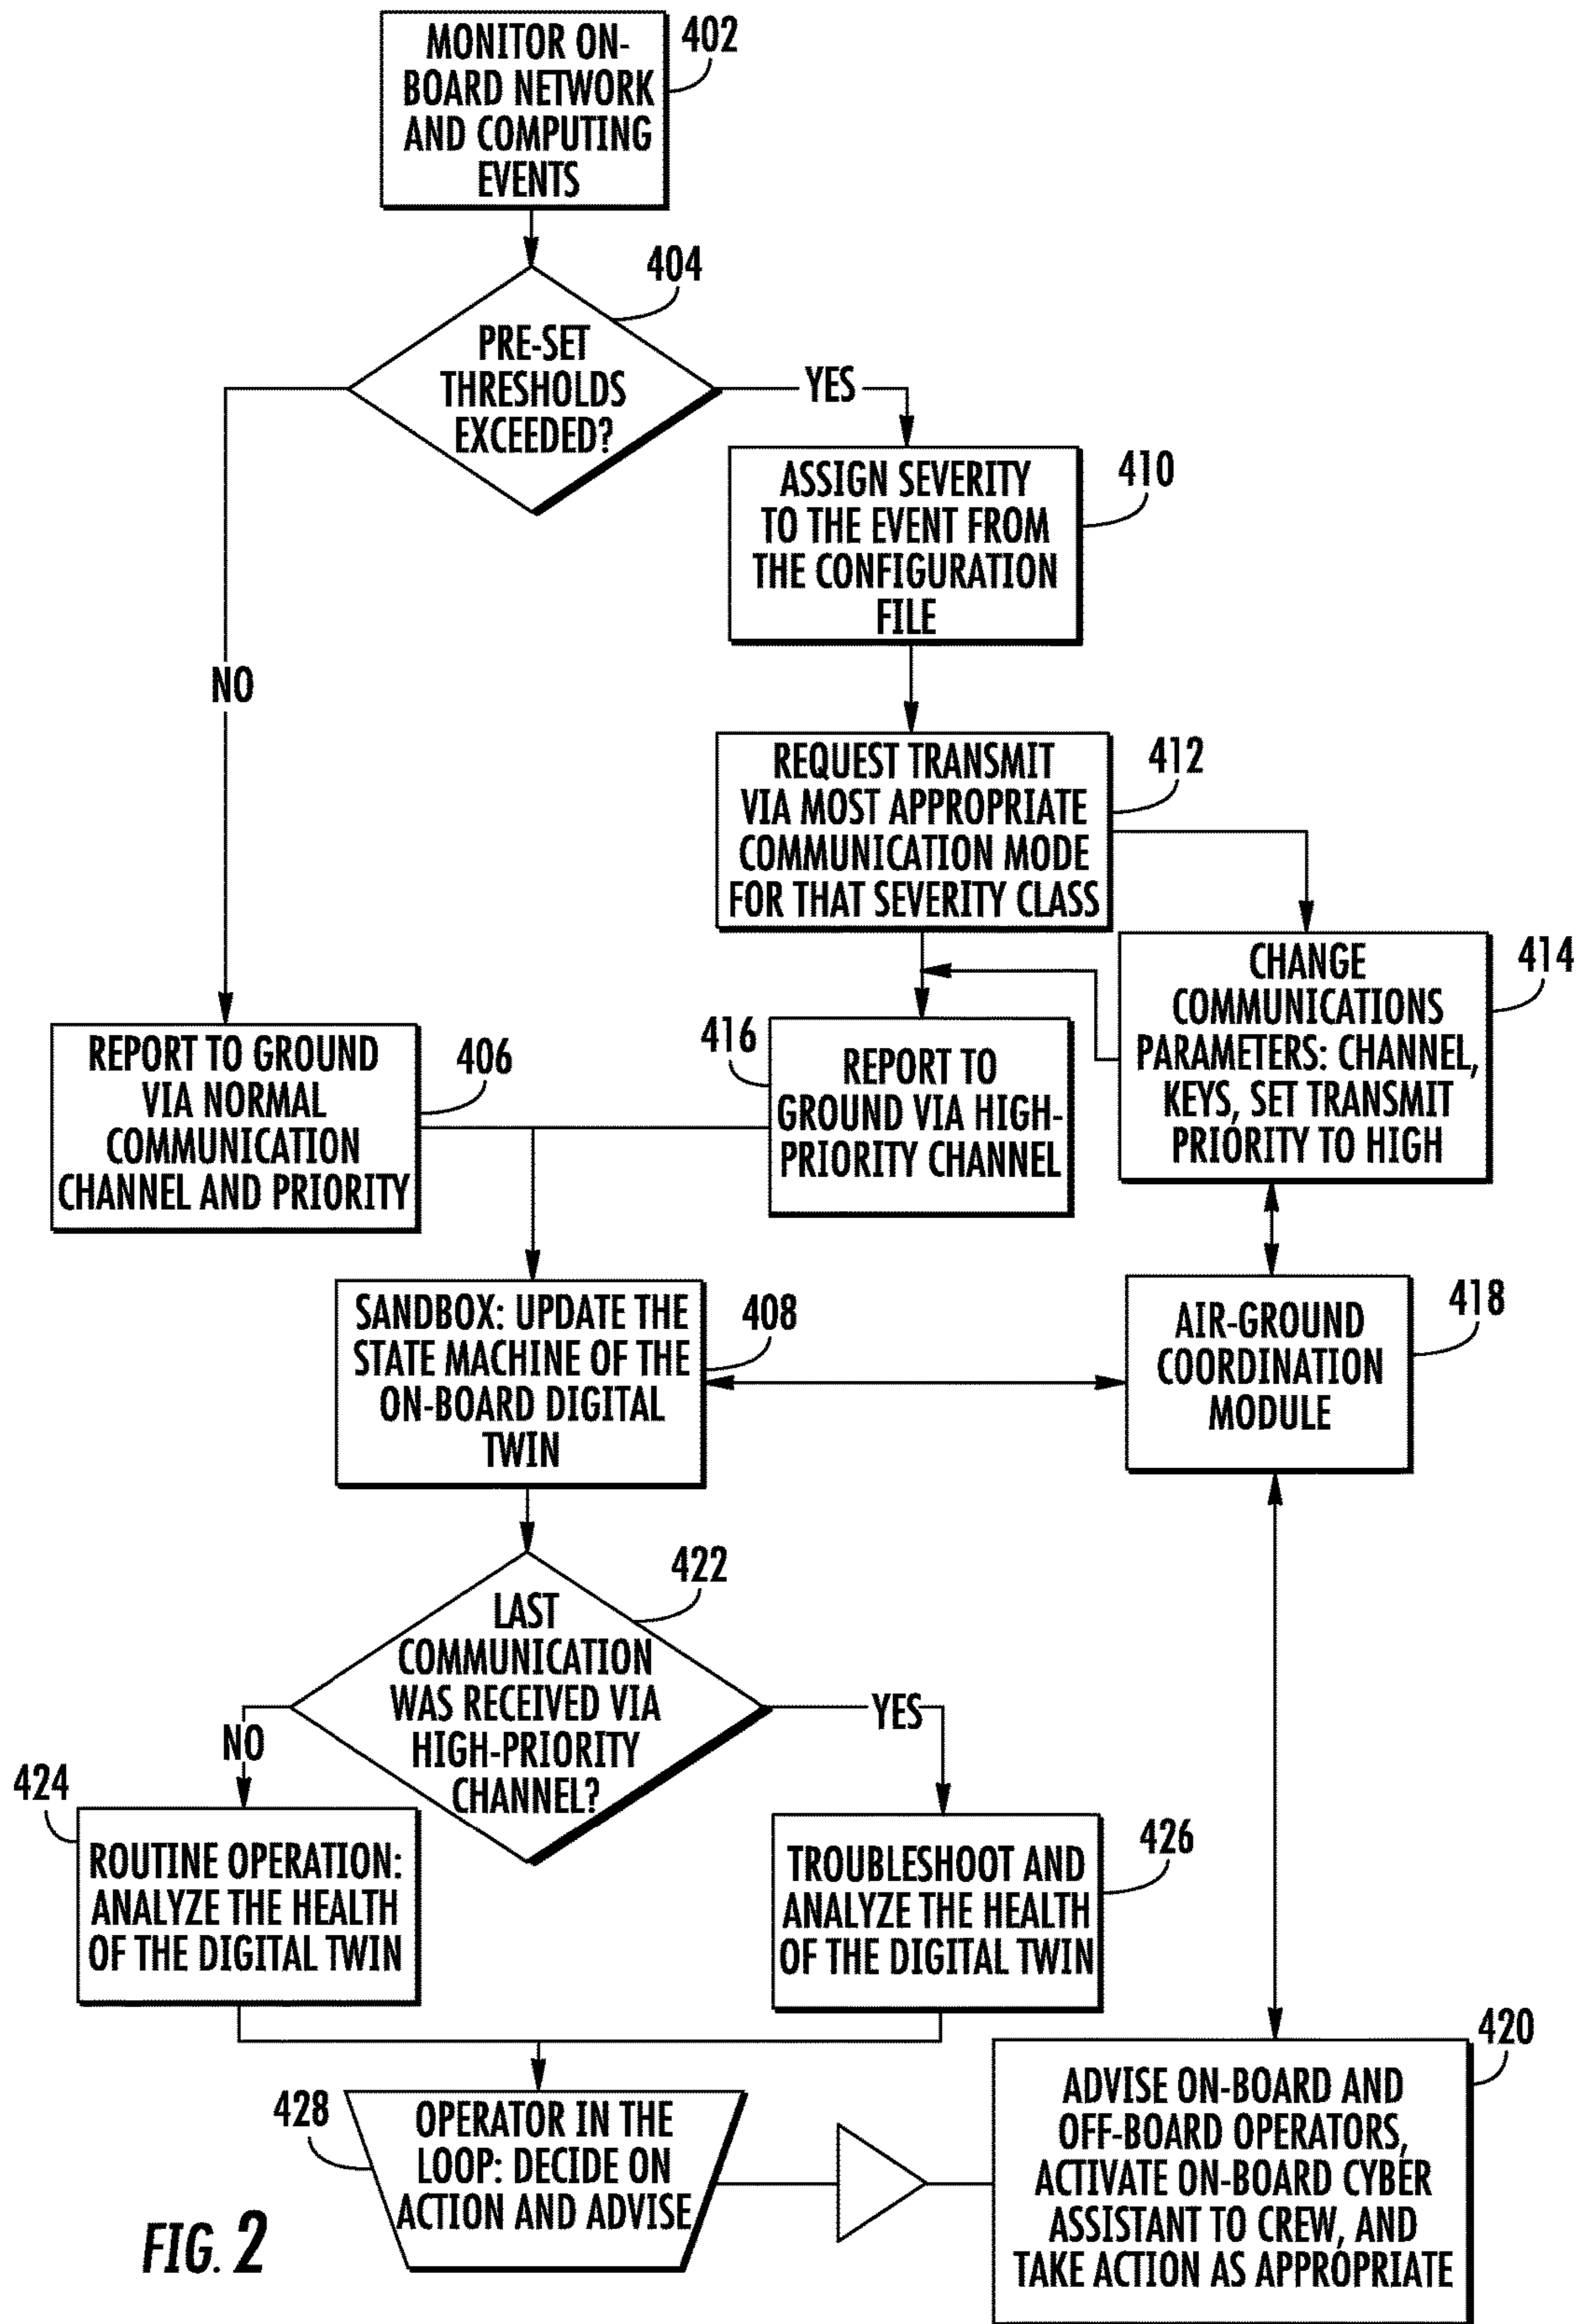 MONITOR ON-
BOARD NETWORK
AND COMPUTING
EVENTS
402
404
PRE-SET
THRESHOLDS
EXCEEDED?
YES
NO
ASSIGN SEVERITY
TO THE EVENT FROM
THE CONFIGURATION
FILE
410
REQUEST TRANSMIT
VIA MOST APPROPRIATE
COMMUNICATION MODE
FOR THAT SEVERITY CLASS
412
CHANGE
COMMUNICATIONS
PARAMETERS: CHANNEL,
KEYS, SET TRANSMIT
PRIORITY TO HIGH
414
REPORT TO GROUND
VIA NORMAL
COMMUNICATION
CHANNEL AND PRIORITY
406
416
REPORT TO
GROUND VIA HIGH-
PRIORITY CHANNEL
SANDBOX: UPDATE THE
STATE MACHINE OF THE
ON-BOARD DIGITAL
TWIN
408
AIR-GROUND
COORDINATION
MODULE
418
422
LAST
COMMUNICATION
WAS RECEIVED VIA
HIGH-PRIORITY
CHANNEL?
NO
YES
424
ROUTINE OPERATION:
ANALYZE THE HEALTH
OF THE DIGITAL TWIN
TROUBLESHOOT AND
ANALYZE THE HEALTH
OF THE DIGITAL TWIN
426
428
OPERATOR IN THE
LOOP: DECIDE ON
ACTION AND ADVISE
420
ADVISE ON-BOARD AND
OFF-BOARD OPERATORS,
ACTIVATE ON-BOARD CYBER
ASSISTANT TO CREW, AND
TAKE ACTION AS APPROPRIATE
FIG. 2